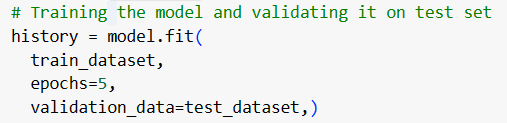 # Training the model and validating it on test set
history = model.fit(
  train_dataset,
  epochs=5,
  validation_data=test_dataset,)